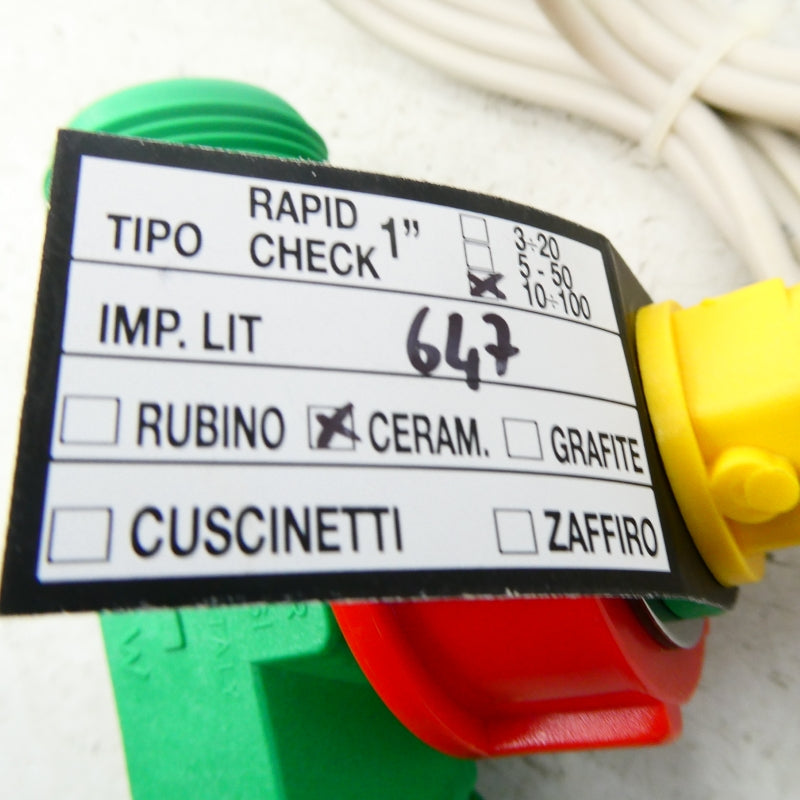 TIPO RAPID CHECK 1”
3÷20
5 - 50
10÷100
IMP. LIT 647
RUBINO CERAM. GRAFITE
CUSCINETTI ZAFFIRO